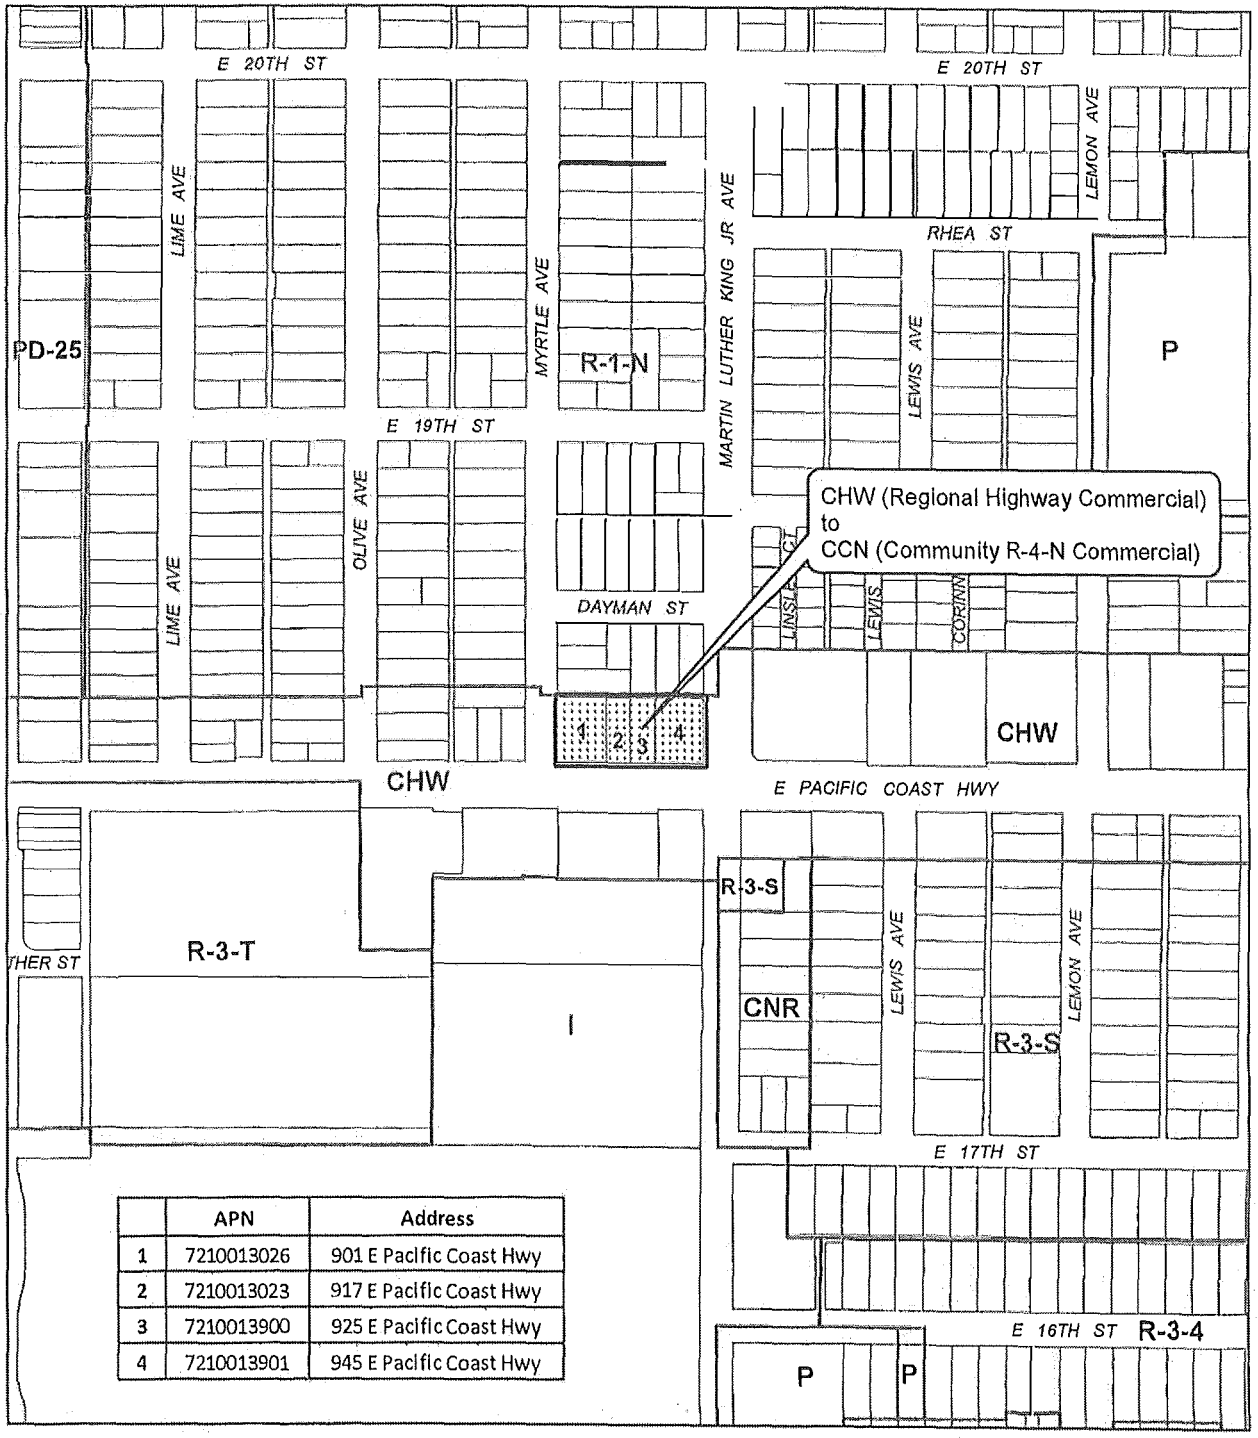 E 20TH ST
E 20TH ST
LEMON AVE
LIME AVE
MARTIN LUTHER KING JR AVE
RHEA ST
MYRTLE AVE
LEWIS AVE
PD-25
R-1-N
P
E 19TH ST
OLIVE AVE
CHW (Regional Highway Commercial)
to
CCN (Community R-4-N Commercial)
LIME AVE
DAYMAN ST
LEWIS
CORINN
1
2
3
4
CHW
CHW
E PACIFIC COAST HWY
R-3-S
R-3-T
THER ST
LEWIS AVE
LEMON AVE
CNR
I
R-3-S
E 17TH ST
APN Address
1 7210013026 901 E Pacific Coast Hwy
2 7210013023 917 E Pacific Coast Hwy
3 7210013900 925 E Pacific Coast Hwy
4 7210013901 945 E Pacific Coast Hwy
E 16TH ST R-3-4
P
P